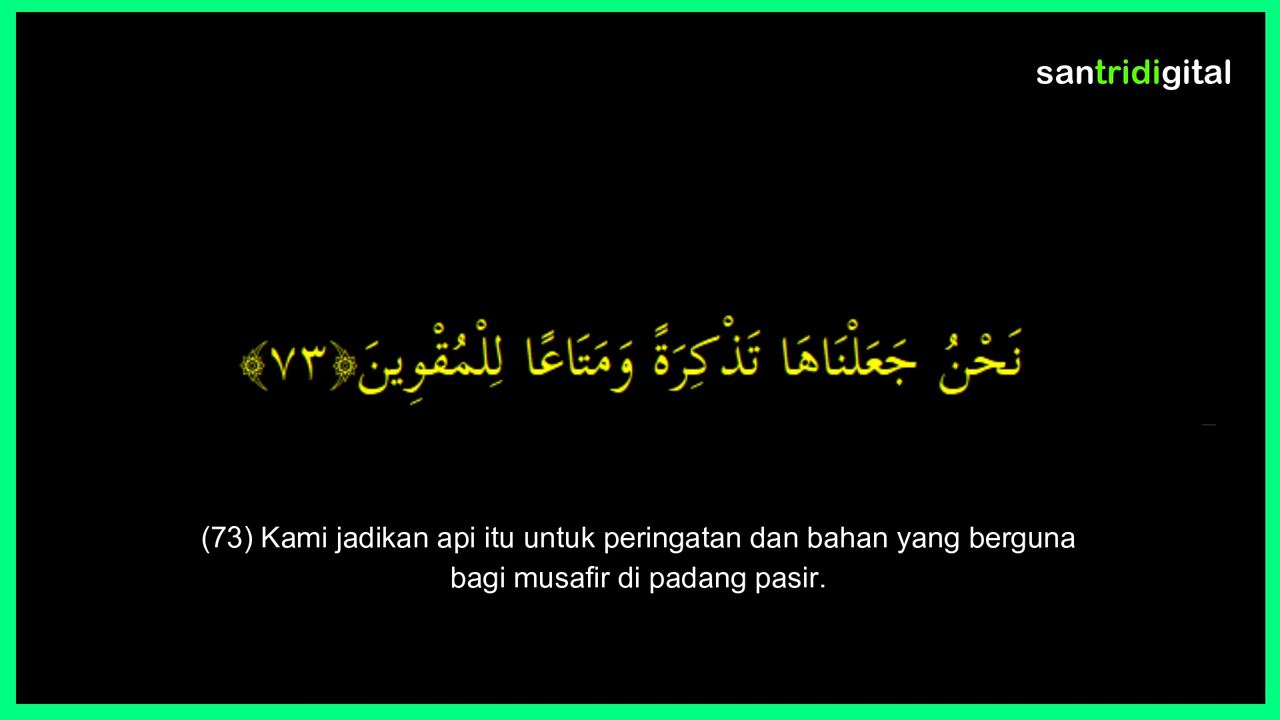 santridigital
نَحْنُ جَعَلْنَاهَا تَذْكِرَةً وَمَتَاعًا لِلْمُقْوِينَ﴿٧٣﴾
(73) Kami jadikan api itu untuk peringatan dan bahan yang berguna
bagi musafir di padang pasir.